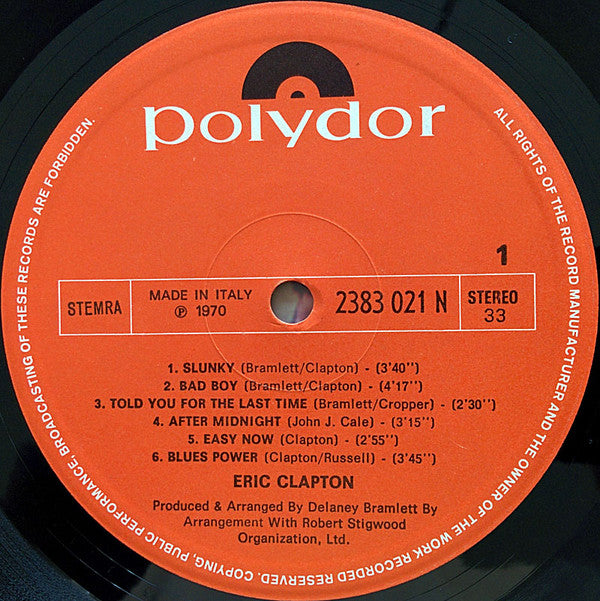 polydor
ALL RIGHTS OF THE RECORD MANUFACTURER AND THE OWNER OF THE WORK RECORDED RESERVED. COPYING, PUBLIC PERFORMANCE, BROADCASTING OF THESE RECORDS ARE FORBIDDEN.
1
STEMRA
MADE IN ITALY
℗ 1970
2383 021 N
STEREO
33
1. SLUNKY (Bramlett/Clapton) - (3'40'')
2. BAD BOY (Bramlett/Clapton) - (4'17'')
3. TOLD YOU FOR THE LAST TIME (Bramlett/Cropper) - (2'30'')
4. AFTER MIDNIGHT (John J. Cale) - (3'15'')
5. EASY NOW (Clapton) - (2'55'')
6. BLUES POWER (Clapton/Russell) - (3'45'')
ERIC CLAPTON
Produced & Arranged By Delaney Bramlett By
Arrangement With Robert Stigwood
Organization, Ltd.